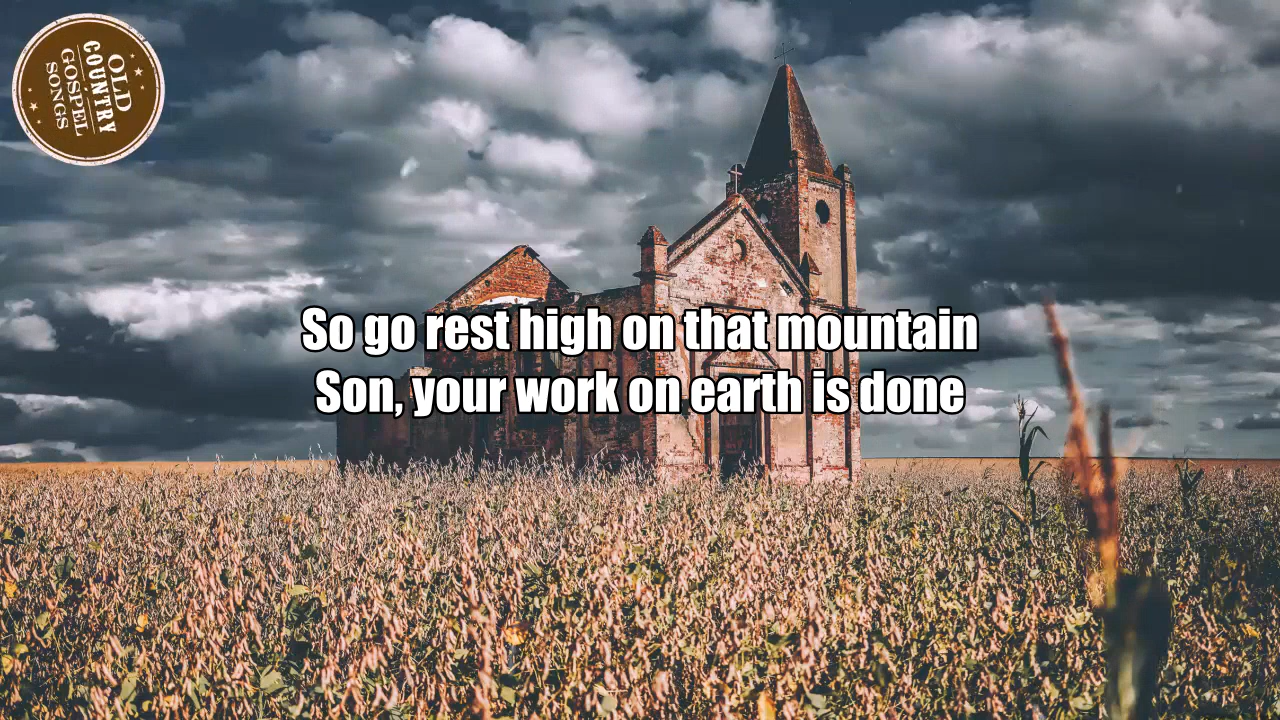 OLD
COUNTRY
GOSPEL
SONGS
So go rest high on that mountain
Son, your work on earth is done